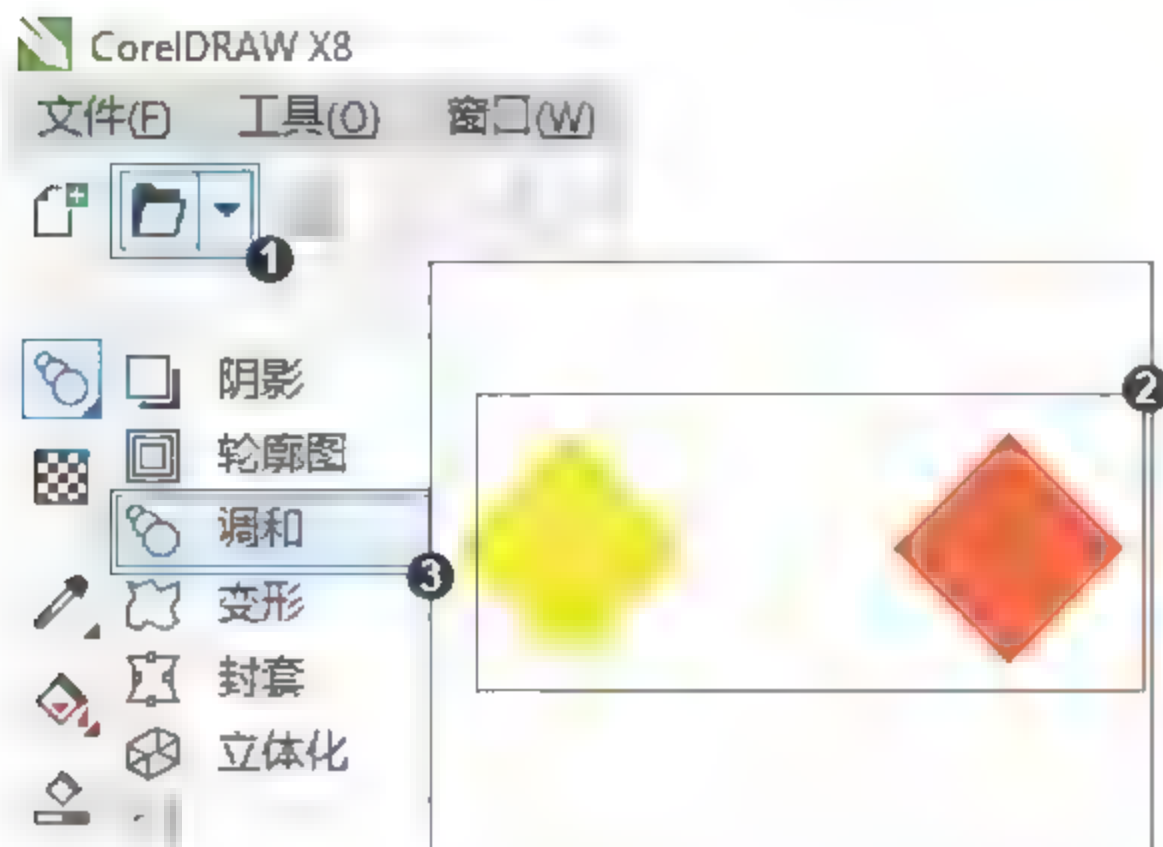 CorelDRAW X8
文件(F) 工具(O) 窗口(W)
1
2
阴影
轮廓图
调和
3
变形
封套
立体化